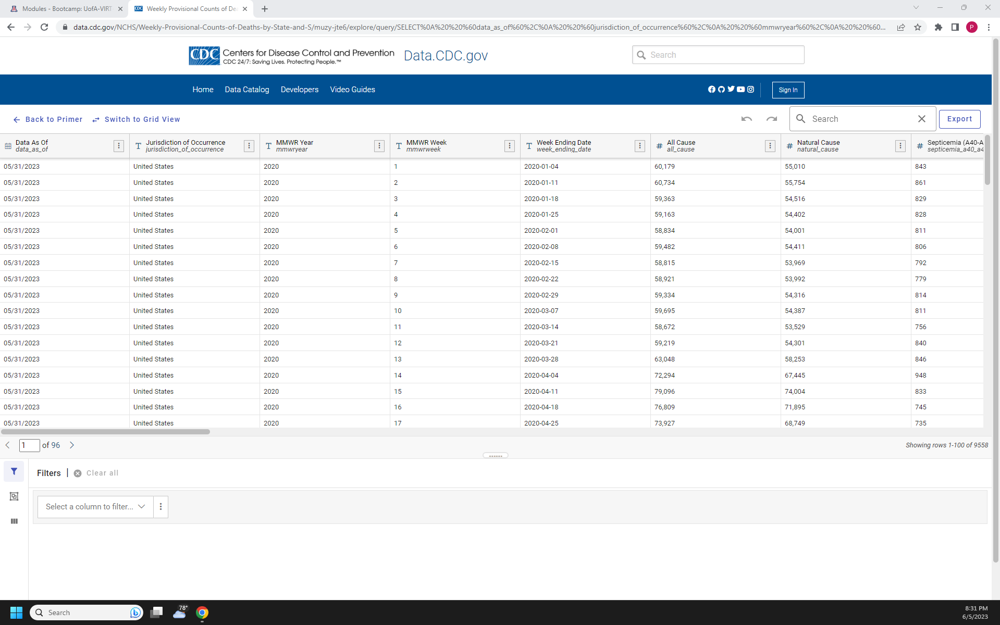 Modules - Bootcamp: UofA-VIRT
Weekly Provisional Counts of De
data.cdc.gov/NCHS/Weekly-Provisional-Counts-of-Deaths-by-State-and-S/muzy-jte6/explore/query/SELECT%0A%20%20%60data_as_of%60%2C%0A%20%20%60jurisdiction_of_occurrence%60%2C%0A%20%20%60mmwryear%60%2C%0A%20%20%60...
P
CDC Centers for Disease Control and Prevention
CDC 24/7: Saving Lives. Protecting People.™
Data.CDC.gov
Search
Home Data Catalog Developers Video Guides Sign In
Back to Primer Switch to Grid View Search Export
Data As Of Jurisdiction of Occurrence MMWR Year MMWR Week Week Ending Date All Cause Natural Cause Septicemia (A40-A
data_as_of jurisdiction_of_occurrence mmwryear mmwrweek week_ending_date all_cause natural_cause septicemia_a40_a4
05/31/2023 United States 2020 1 2020-01-04 60,179 55,010 843
05/31/2023 United States 2020 2 2020-01-11 60,734 55,754 861
05/31/2023 United States 2020 3 2020-01-18 59,363 54,516 829
05/31/2023 United States 2020 4 2020-01-25 59,163 54,402 828
05/31/2023 United States 2020 5 2020-02-01 58,834 54,001 811
05/31/2023 United States 2020 6 2020-02-08 59,482 54,411 806
05/31/2023 United States 2020 7 2020-02-15 58,815 53,969 792
05/31/2023 United States 2020 8 2020-02-22 58,921 53,992 779
05/31/2023 United States 2020 9 2020-02-29 59,334 54,316 814
05/31/2023 United States 2020 10 2020-03-07 59,695 54,387 811
05/31/2023 United States 2020 11 2020-03-14 58,672 53,529 756
05/31/2023 United States 2020 12 2020-03-21 59,219 54,301 840
05/31/2023 United States 2020 13 2020-03-28 63,048 58,253 846
05/31/2023 United States 2020 14 2020-04-04 72,294 67,445 948
05/31/2023 United States 2020 15 2020-04-11 79,096 74,004 833
05/31/2023 United States 2020 16 2020-04-18 76,809 71,895 745
05/31/2023 United States 2020 17 2020-04-25 73,927 68,749 735
1 of 96 Showing rows 1-100 of 9558
Filters | Clear all
Select a column to filter...
Search 78° 8:31 PM
6/5/2023